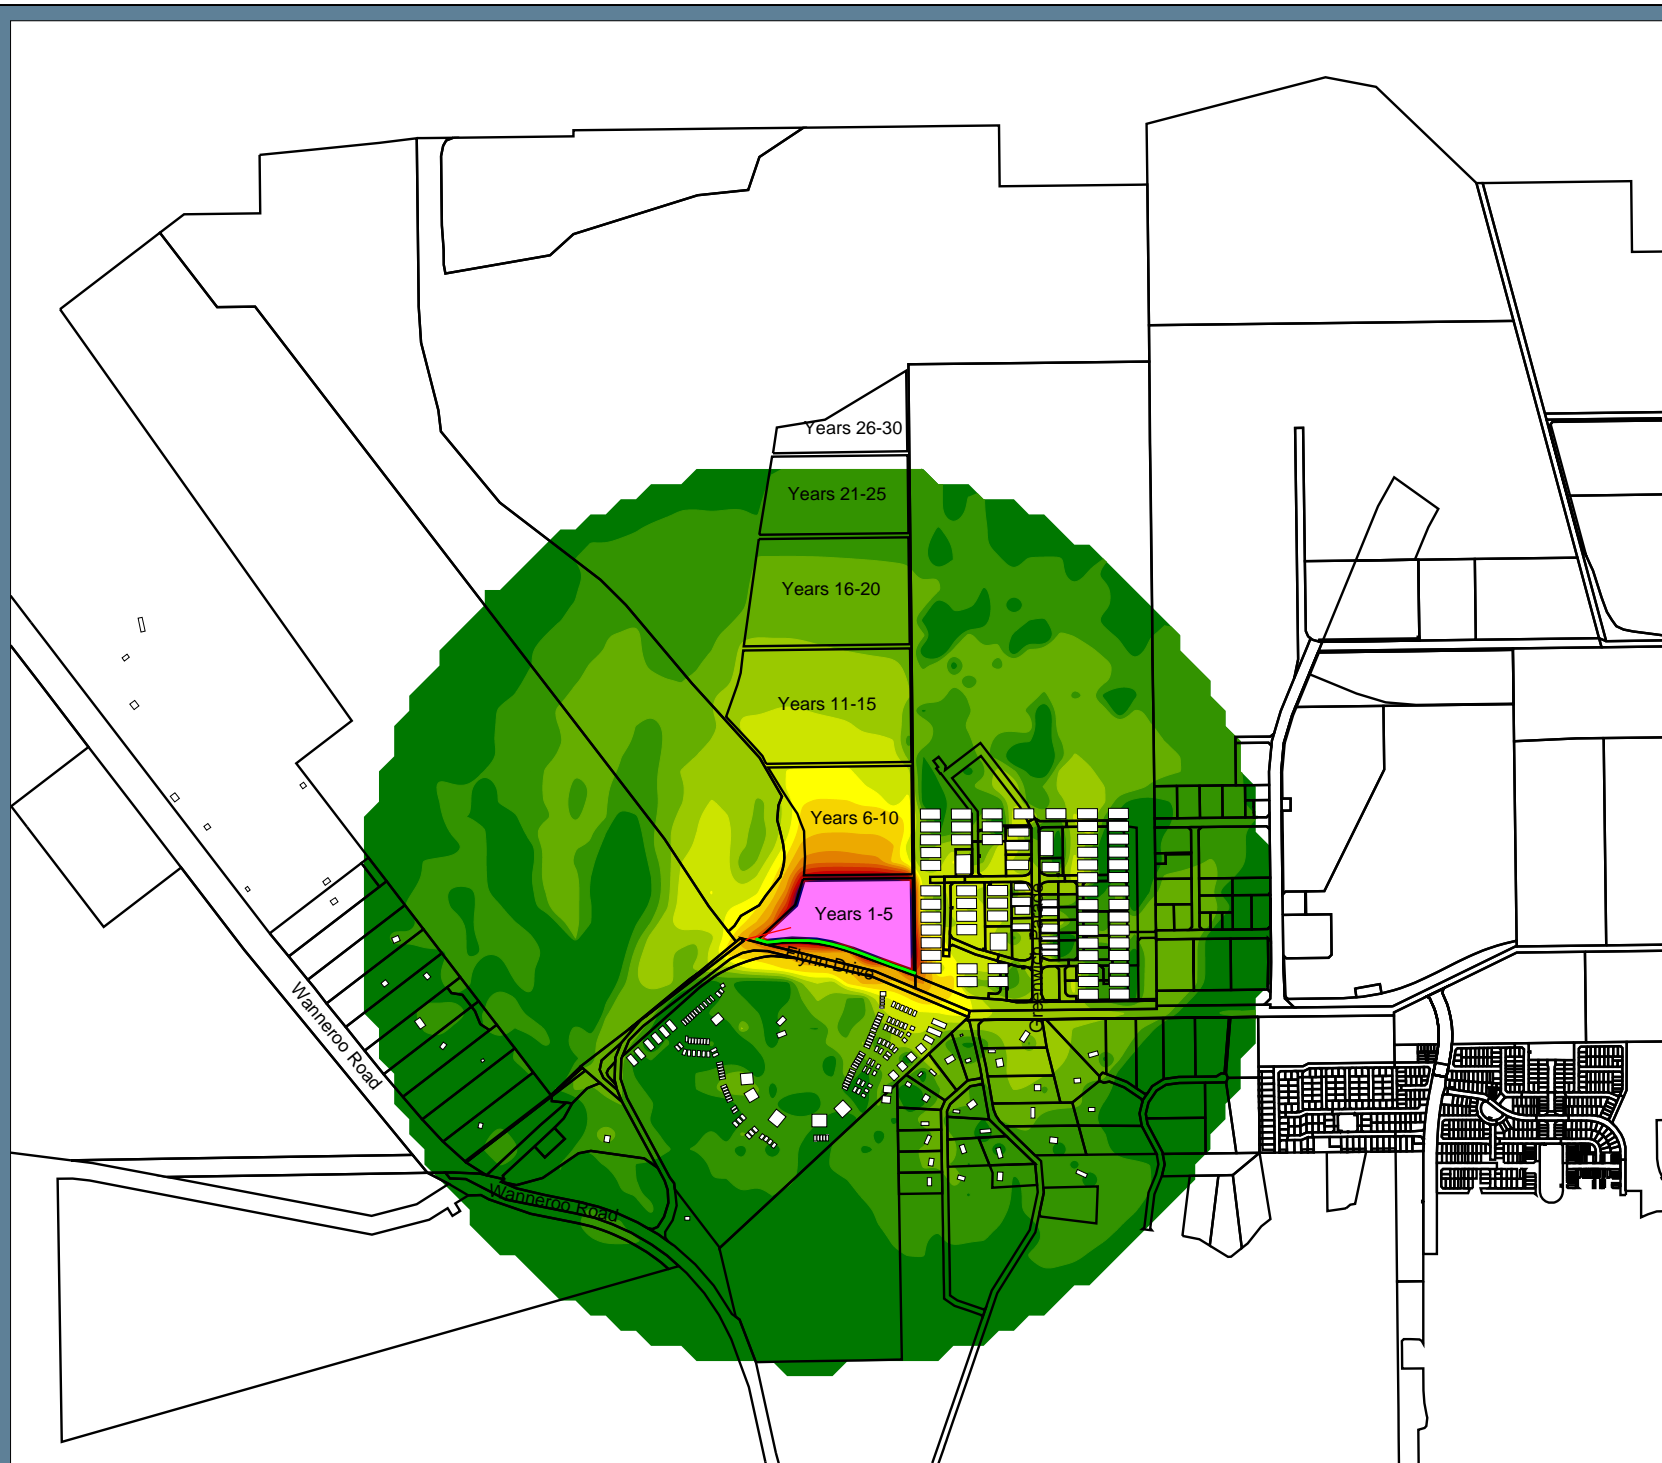 Years 26-30
Years 21-25
Years 16-20
Years 11-15
Years 6-10
Years 1-5
Flynn Drive
Wanneroo Road
Wanneroo Road